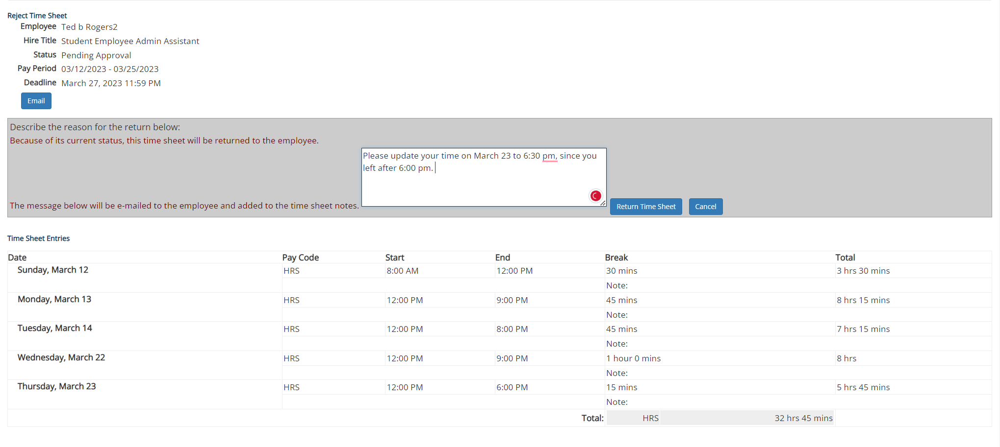 Reject Time Sheet
Employee Ted b Rogers2
Hire Title Student Employee Admin Assistant
Status Pending Approval
Pay Period 03/12/2023 - 03/25/2023
Deadline March 27, 2023 11:59 PM
Email
Describe the reason for the return below:
Because of its current status, this time sheet will be returned to the employee.
Please update your time on March 23 to 6:30 pm, since you
left after 6:00 pm.
The message below will be e-mailed to the employee and added to the time sheet notes. Return Time Sheet Cancel
Time Sheet Entries
Date Pay Code Start End Break Total
Sunday, March 12 HRS 8:00 AM 12:00 PM 30 mins 3 hrs 30 mins
Note:
Monday, March 13 HRS 12:00 PM 9:00 PM 45 mins 8 hrs 15 mins
Note:
Tuesday, March 14 HRS 12:00 PM 8:00 PM 45 mins 7 hrs 15 mins
Note:
Wednesday, March 22 HRS 12:00 PM 9:00 PM 1 hour 0 mins 8 hrs
Note:
Thursday, March 23 HRS 12:00 PM 6:00 PM 15 mins 5 hrs 45 mins
Note:
Total: HRS 32 hrs 45 mins